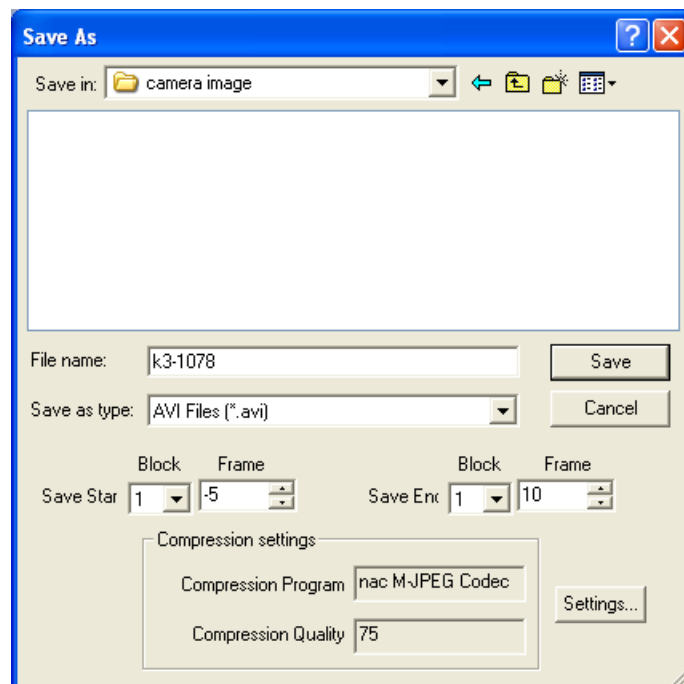 Save As
Save in: camera image
File name: k3-1078 Save
Save as type: AVI Files (*.avi) Cancel
Block Frame Block Frame
Save Star 1 -5 Save End 1 10
Compression settings
Compression Program nac M-JPEG Codec
Settings...
Compression Quality 75